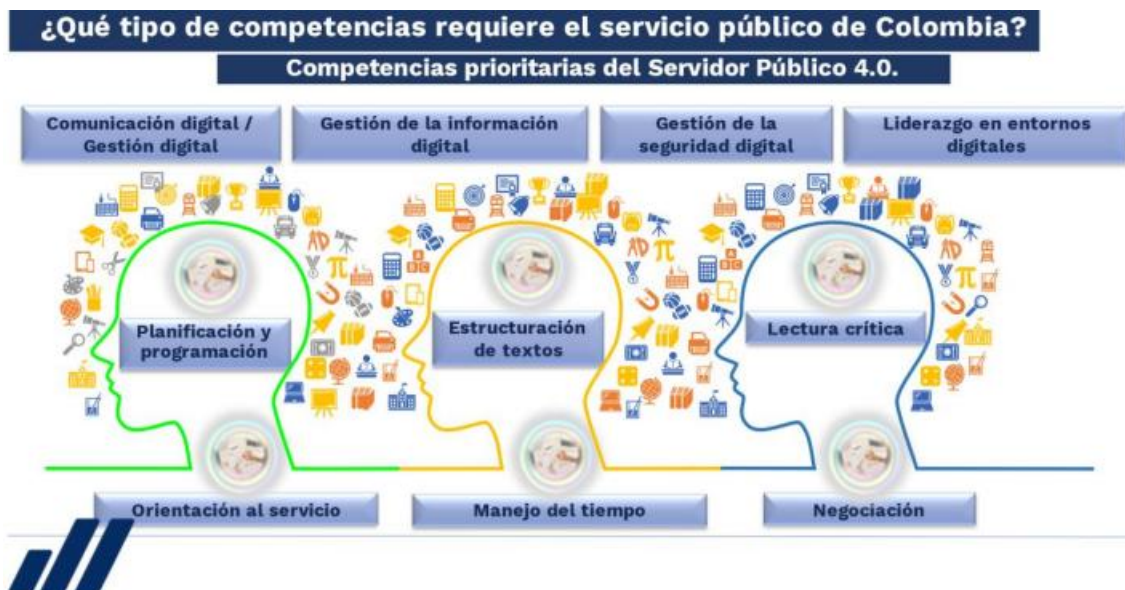 ¿Qué tipo de competencias requiere el servicio público de Colombia?
Competencias prioritarias del Servidor Público 4.0.
Comunicación digital /
Gestión digital
Gestión de la información
digital
Gestión de la
seguridad digital
Liderazgo en entornos
digitales
Planificación y
programación
Estructuración
de textos
Lectura crítica
Orientación al servicio
Manejo del tiempo
Negociación